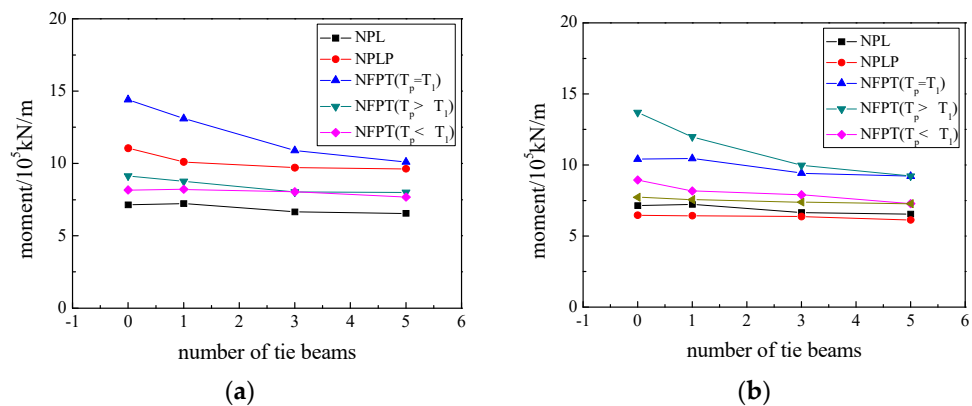 20
15
10
5
0
moment/10⁵kN/m
-1 0 1 2 3 4 5 6
number of tie beams
NPL
NPLP
NFPT(Tₚ=T₁)
NFPT(Tₚ> T₁)
NFPT(Tₚ< T₁)
(a)
20
15
10
5
0
moment/10⁵kN/m
-1 0 1 2 3 4 5 6
number of tie beams
NPL
NPLP
NFPT(Tₚ=T₁)
NFPT(Tₚ> T₁)
NFPT(Tₚ< T₁)
(b)